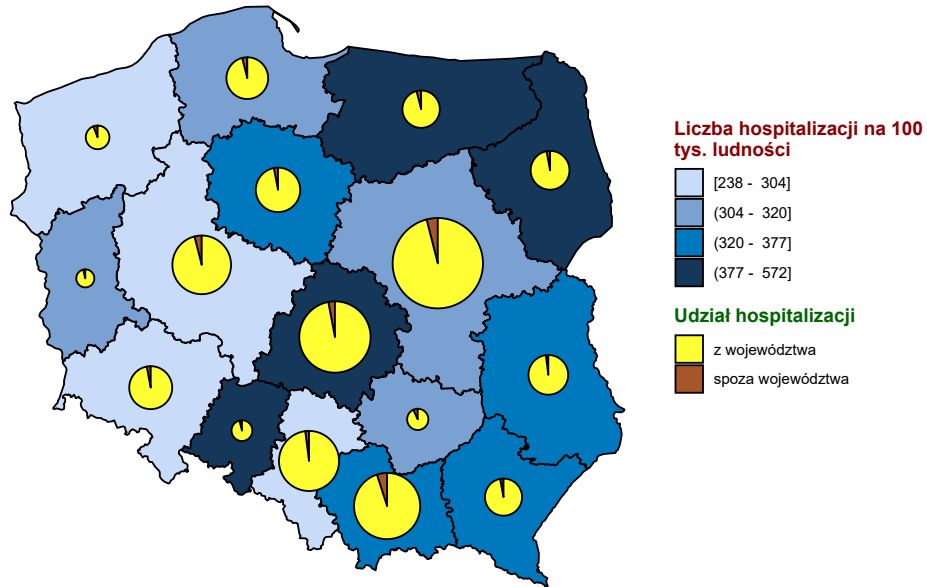 Liczba hospitalizacji na 100
tys. ludności
[238 - 304]
(304 - 320]
(320 - 377]
(377 - 572]
Udział hospitalizacji
z województwa
spoza województwa